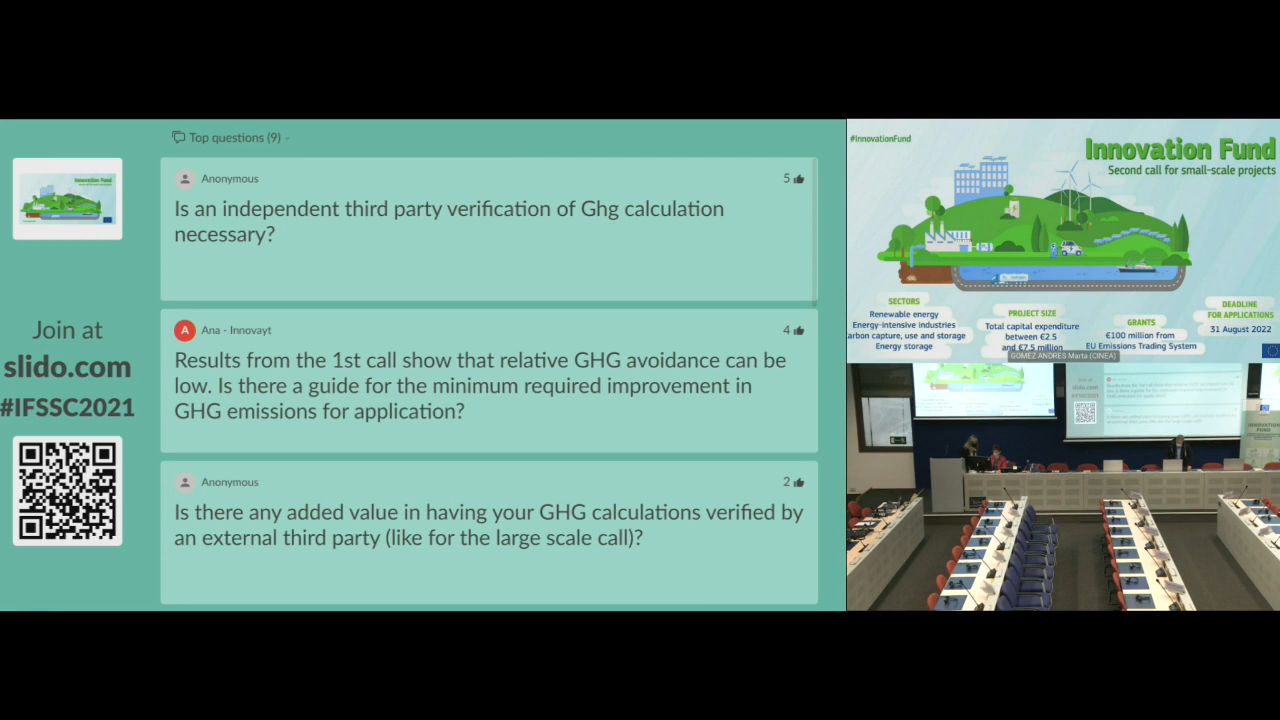 Top questions (9)
Anonymous
5
Is an independent third party verification of Ghg calculation
necessary?
A
Ana - Innovayt
4
Results from the 1st call show that relative GHG avoidance can be
low. Is there a guide for the minimum required improvement in
GHG emissions for application?
Anonymous
2
Is there any added value in having your GHG calculations verified by
an external third party (like for the large scale call)?
Join at
slido.com
#IFSSC2021
#InnovationFund
Innovation Fund
Second call for small-scale projects
SECTORS
Renewable energy
Energy-intensive industries
arbon capture, use and storage
Energy storage
PROJECT SIZE
Total capital expenditure
between €2.5
and €7.5 million
GRANTS
€100 million from
EU Emissions Trading System
DEADLINE
FOR APPLICATIONS
31 August 2022
GOMEZ ANDRES Marta (CINEA)
slido.com
#IFSSC2021
INNOVATION
FUND